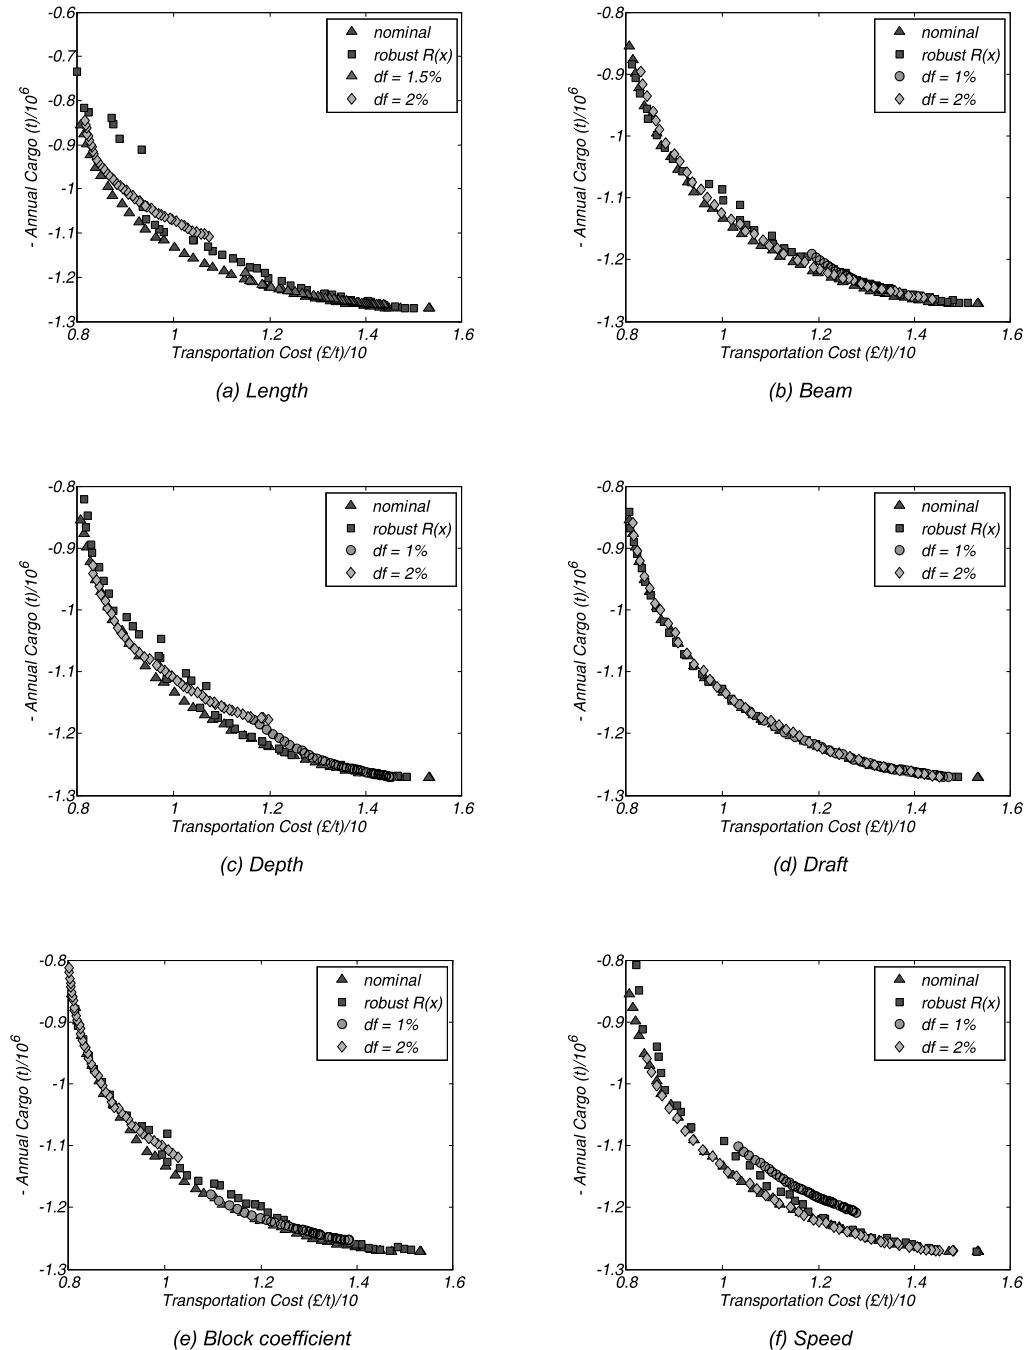 -0.6
-0.7
-0.8
-0.9
-1
-1.1
-1.2
-1.3
- Annual Cargo (t)/10^6
nominal
robust R(x)
df = 1.5%
df = 2%
0.8 1 1.2 1.4 1.6
Transportation Cost (£/t)/10
(a) Length
-0.8
-0.9
-1
-1.1
-1.2
-1.3
- Annual Cargo (t)/10^6
nominal
robust R(x)
df = 1%
df = 2%
0.8 1 1.2 1.4 1.6
Transportation Cost (£/t)/10
(b) Beam
-0.8
-0.9
-1
-1.1
-1.2
-1.3
- Annual Cargo (t)/10^6
nominal
robust R(x)
df = 1%
df = 2%
0.8 1 1.2 1.4 1.6
Transportation Cost (£/t)/10
(c) Depth
-0.8
-0.9
-1
-1.1
-1.2
-1.3
- Annual Cargo (t)/10^6
nominal
robust R(x)
df = 1%
df = 2%
0.8 1 1.2 1.4 1.6
Transportation Cost (£/t)/10
(d) Draft
-0.8
-0.9
-1
-1.1
-1.2
-1.3
- Annual Cargo (t)/10^6
nominal
robust R(x)
df = 1%
df = 2%
0.8 1 1.2 1.4 1.6
Transportation Cost (£/t)/10
(e) Block coefficient
-0.8
-0.9
-1
-1.1
-1.2
-1.3
- Annual Cargo (t)/10^6
nominal
robust R(x)
df = 1%
df = 2%
0.8 1 1.2 1.4 1.6
Transportation Cost (£/t)/10
(f) Speed